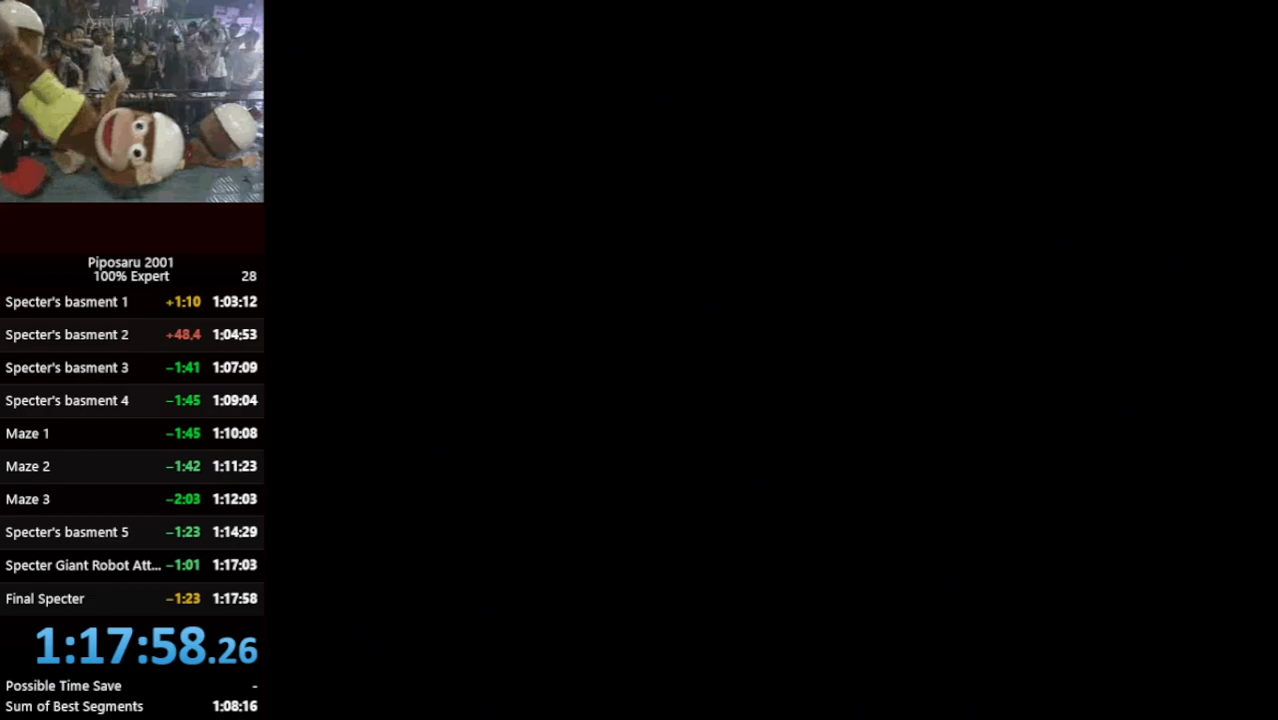 Piposaru 2001
100% Expert 28
Specter's basment 1 +1:10 1:03:12
Specter's basment 2 +48.4 1:04:53
Specter's basment 3 −1:41 1:07:09
Specter's basment 4 −1:45 1:09:04
Maze 1 −1:45 1:10:08
Maze 2 −1:42 1:11:23
Maze 3 −2:03 1:12:03
Specter's basment 5 −1:23 1:14:29
Specter Giant Robot Att... −1:01 1:17:03
Final Specter −1:23 1:17:58
1:17:58.26
Possible Time Save -
Sum of Best Segments 1:08:16